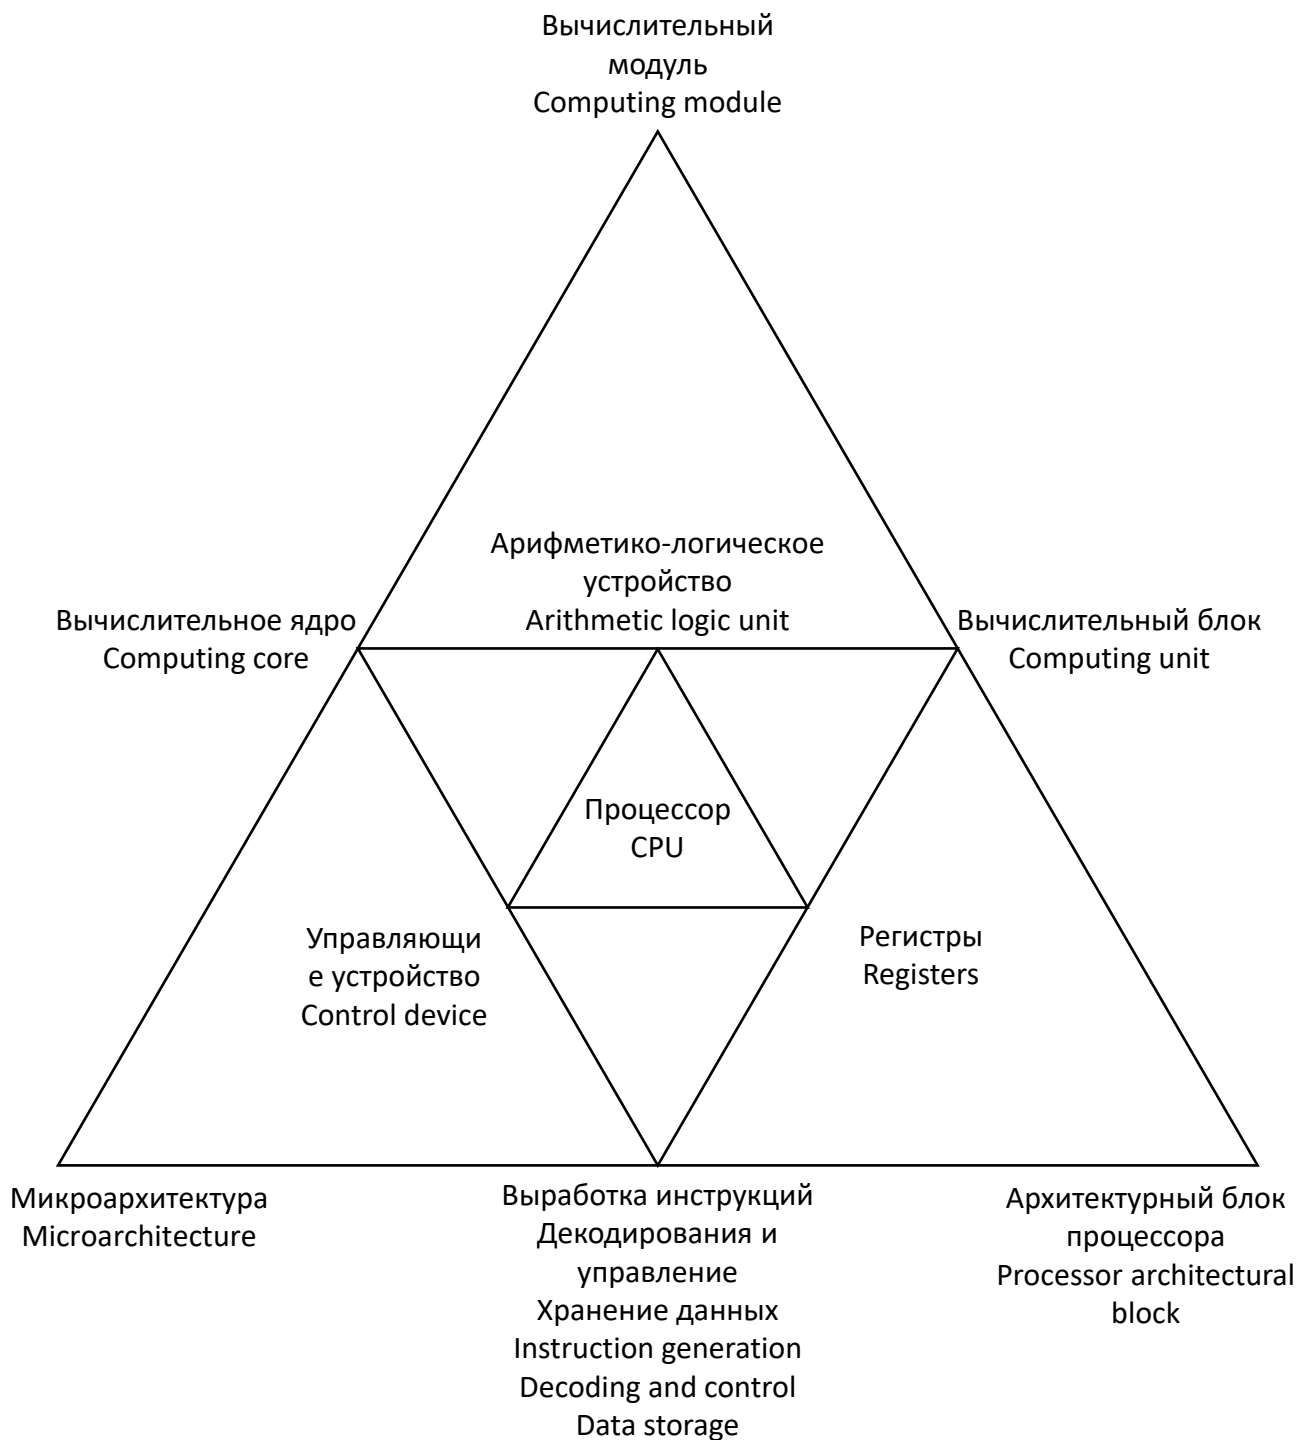 Вычислительный
модуль
Computing module
Арифметико-логическое
устройство
Arithmetic logic unit
Вычислительное ядро
Computing core
Вычислительный блок
Computing unit
Процессор
CPU
Управляющи
е устройство
Control device
Регистры
Registers
Микроархитектура
Microarchitecture
Выработка инструкций
Декодирования и
управление
Хранение данных
Instruction generation
Decoding and control
Data storage
Архитектурный блок
процессора
Processor architectural
block